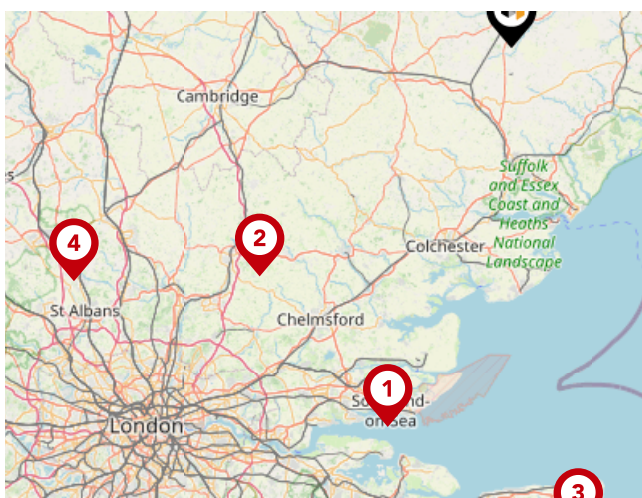 Cambridge
Suffolk
and Essex
Coast and
Heaths
National
Landscape
4
2
Colchester
St Albans
Chelmsford
1
on-Sea
London
3